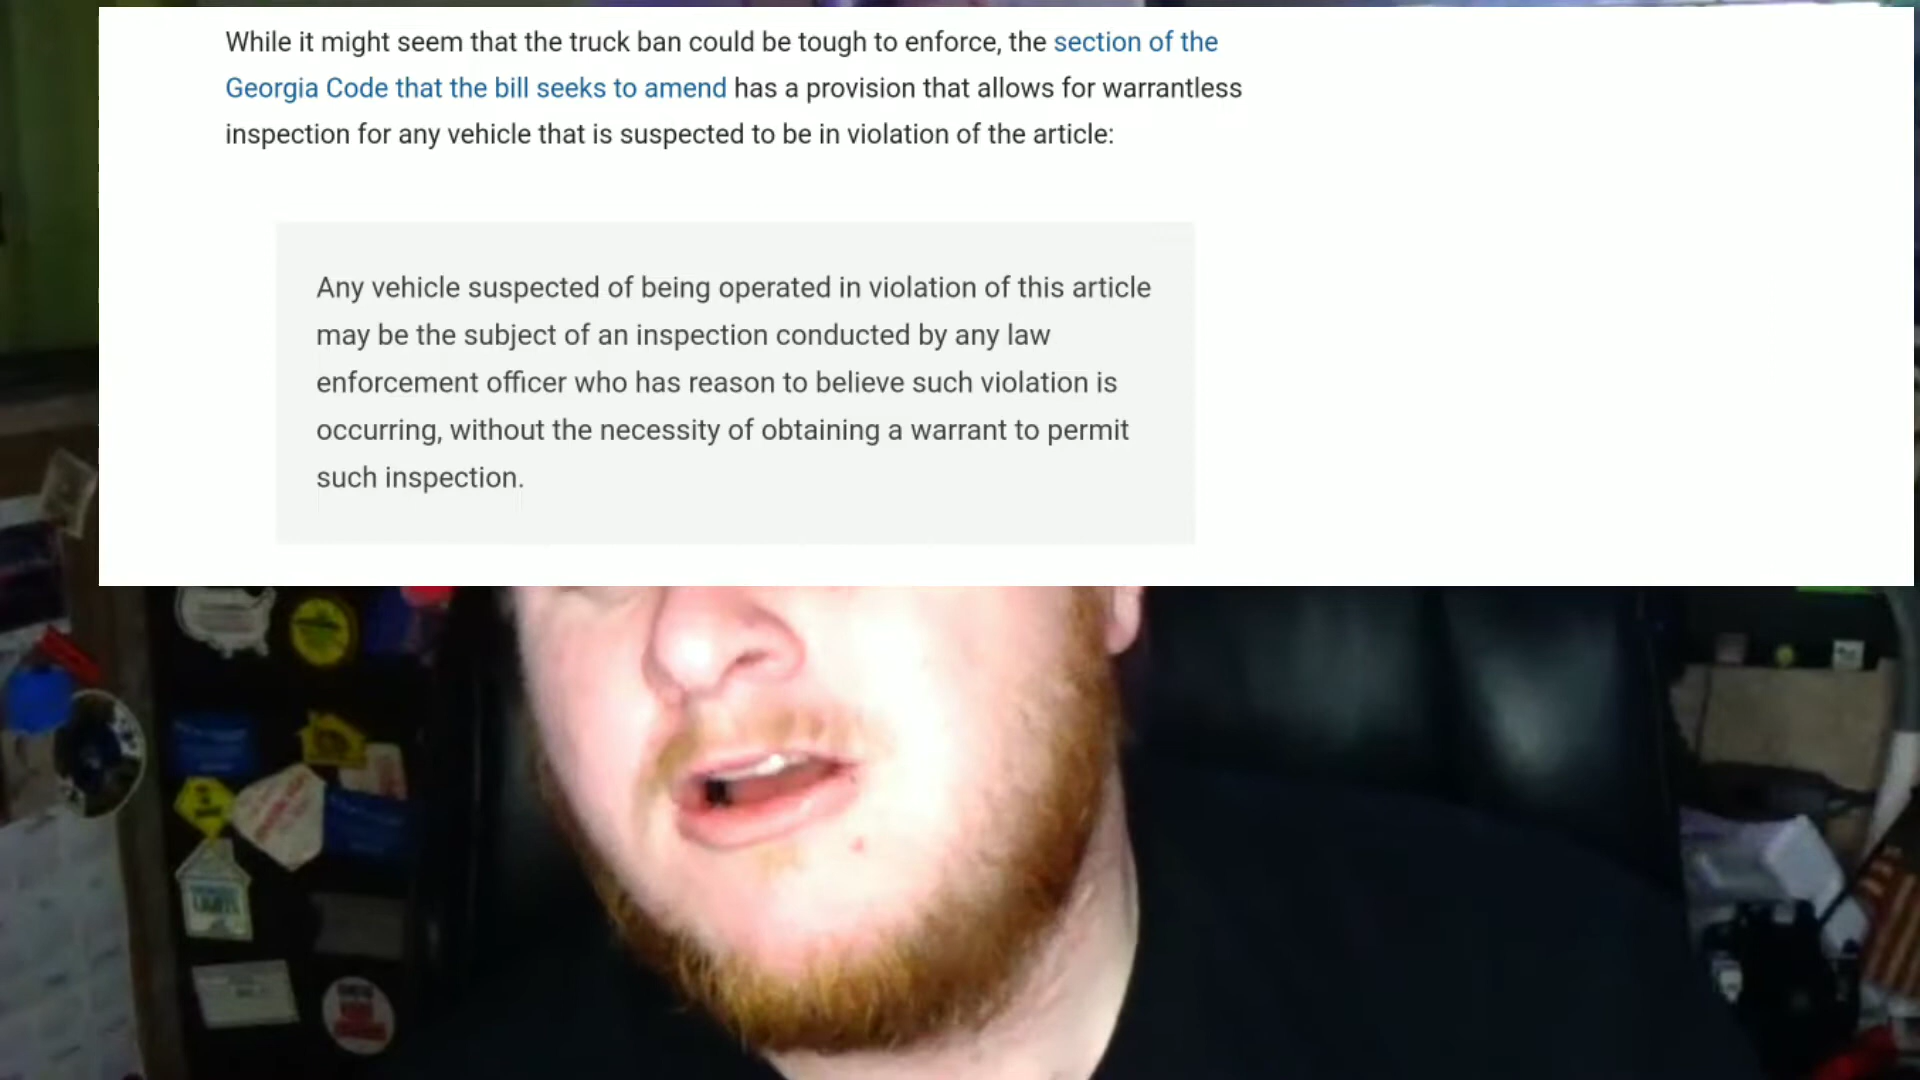 While it might seem that the truck ban could be tough to enforce, the section of the
Georgia Code that the bill seeks to amend has a provision that allows for warrantless
inspection for any vehicle that is suspected to be in violation of the article:
Any vehicle suspected of being operated in violation of this article
may be the subject of an inspection conducted by any law
enforcement officer who has reason to believe such violation is
occurring, without the necessity of obtaining a warrant to permit
such inspection.